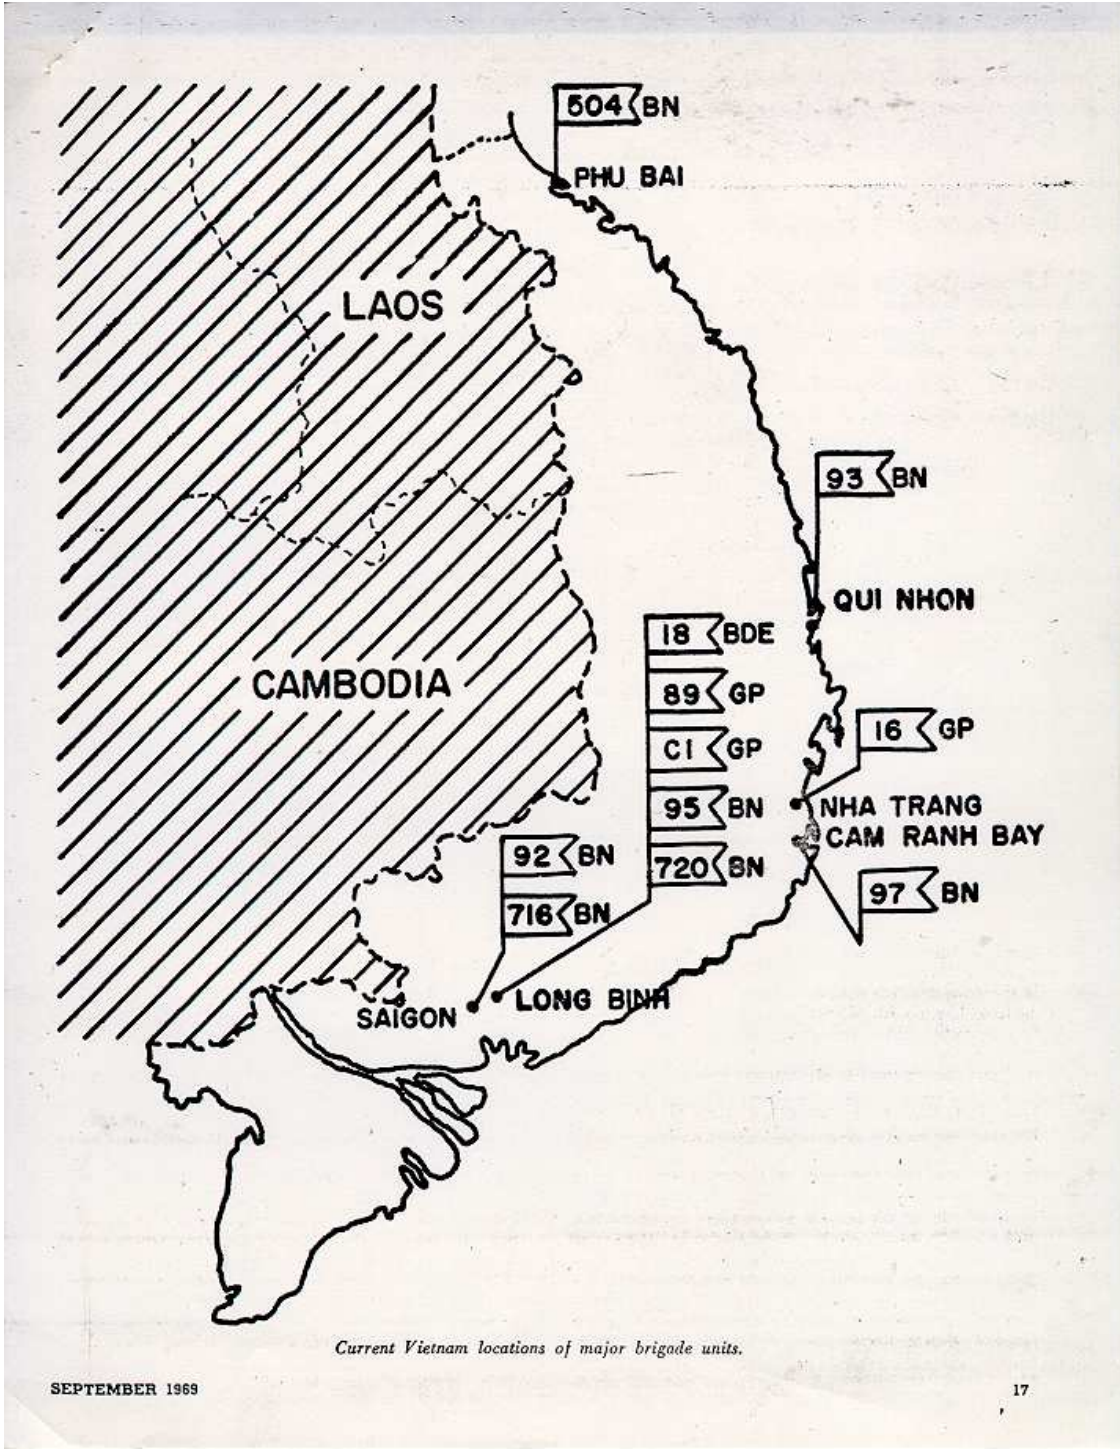 504 BN
PHU BAI
LAOS
93 BN
QUI NHON
18 BDE
CAMBODIA
89 GP
16 GP
C1 GP
95 BN
NHA TRANG
CAM RANH BAY
92 BN
720 BN
97 BN
716 BN
LONG BINH
SAIGON
Current Vietnam locations of major brigade units.
SEPTEMBER 1969
17